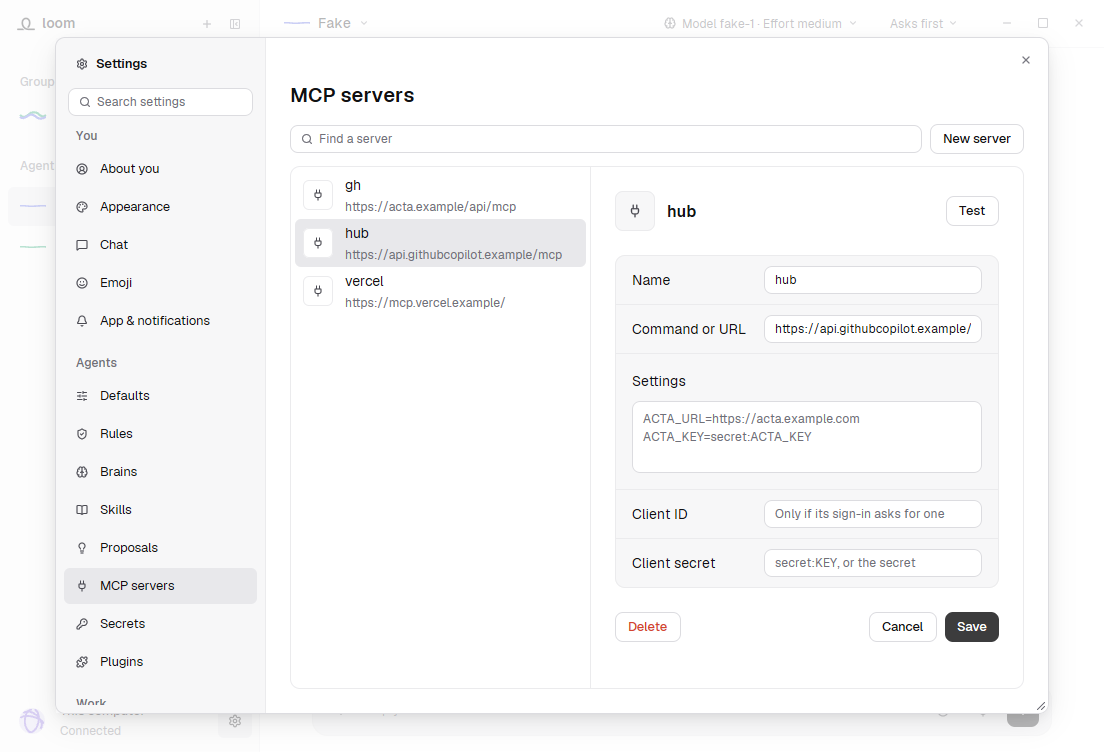 loom
Fake
Model fake-1 · Effort medium
Asks first
Group
Agent
Settings
Search settings
You
About you
Appearance
Chat
Emoji
App & notifications
Agents
Defaults
Rules
Brains
Skills
Proposals
MCP servers
Secrets
Plugins
Work
Connected
MCP servers
Find a server
New server
gh
https://acta.example/api/mcp
hub
https://api.githubcopilot.example/mcp
vercel
https://mcp.vercel.example/
hub
Test
Name
hub
Command or URL
https://api.githubcopilot.example/
Settings
ACTA_URL=https://acta.example.com
ACTA_KEY=secret:ACTA_KEY
Client ID
Only if its sign-in asks for one
Client secret
secret:KEY, or the secret
Delete
Cancel
Save